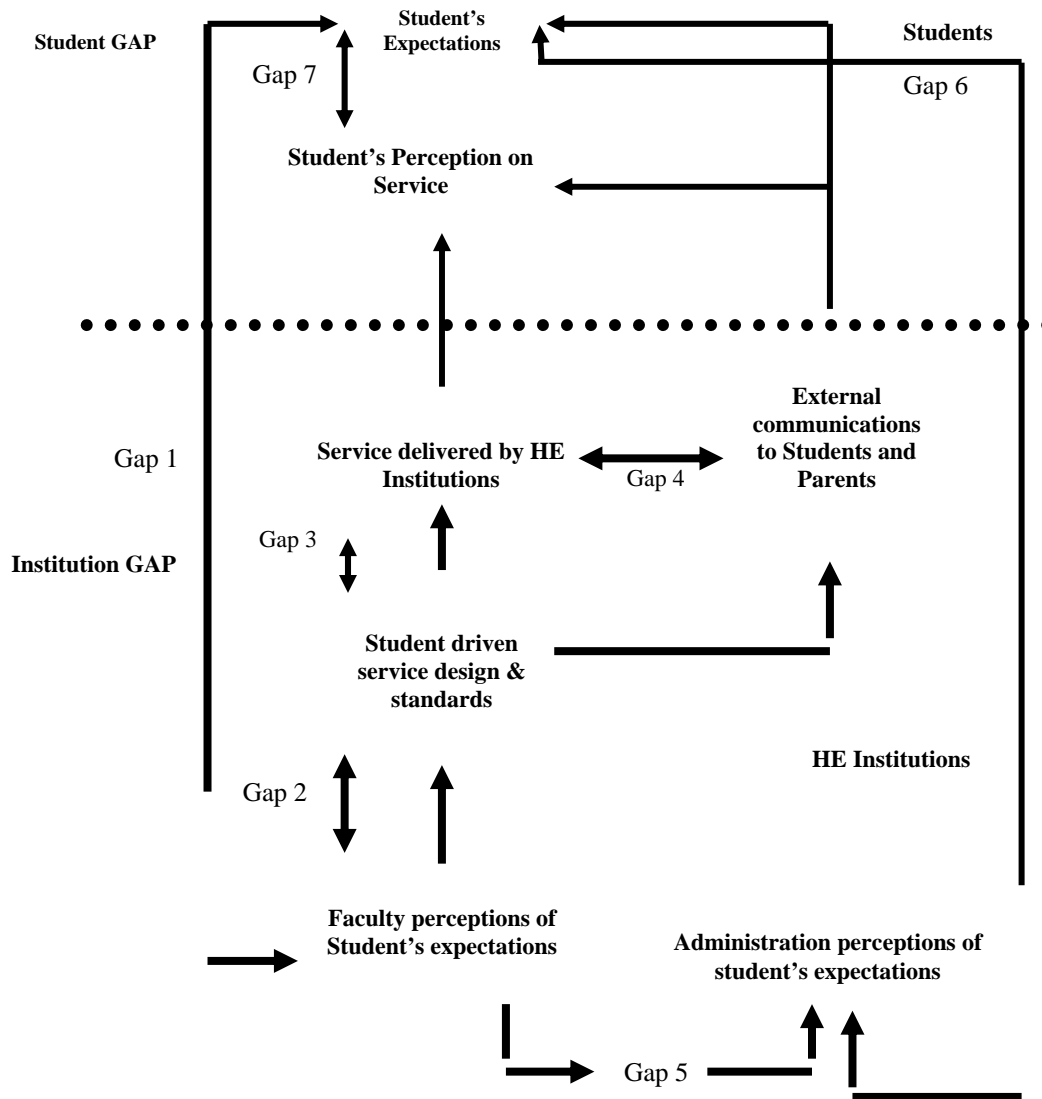 Student GAP
Student's
Expectations
Students
Gap 7
Gap 6
Student's Perception on
Service
External
communications
to Students and
Parents
Gap 1
Service delivered by HE
Institutions
Gap 4
Gap 3
Institution GAP
Student driven
service design &
standards
HE Institutions
Gap 2
Faculty perceptions of
Student's expectations
Administration perceptions of
student's expectations
Gap 5